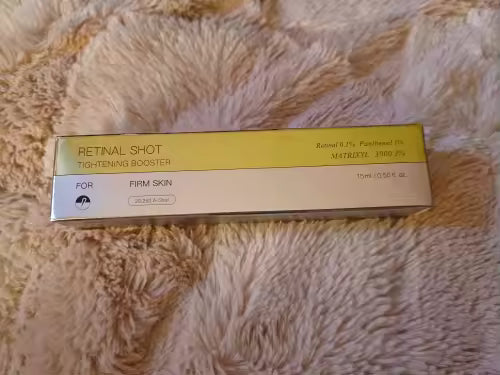 RETINAL SHOT
TIGHTENING BOOSTER
Retinal 0.1% Panthenol 1%
MATRIXYL 3000 2%
FOR FIRM SKIN
15ml / 0.50 fl. oz.